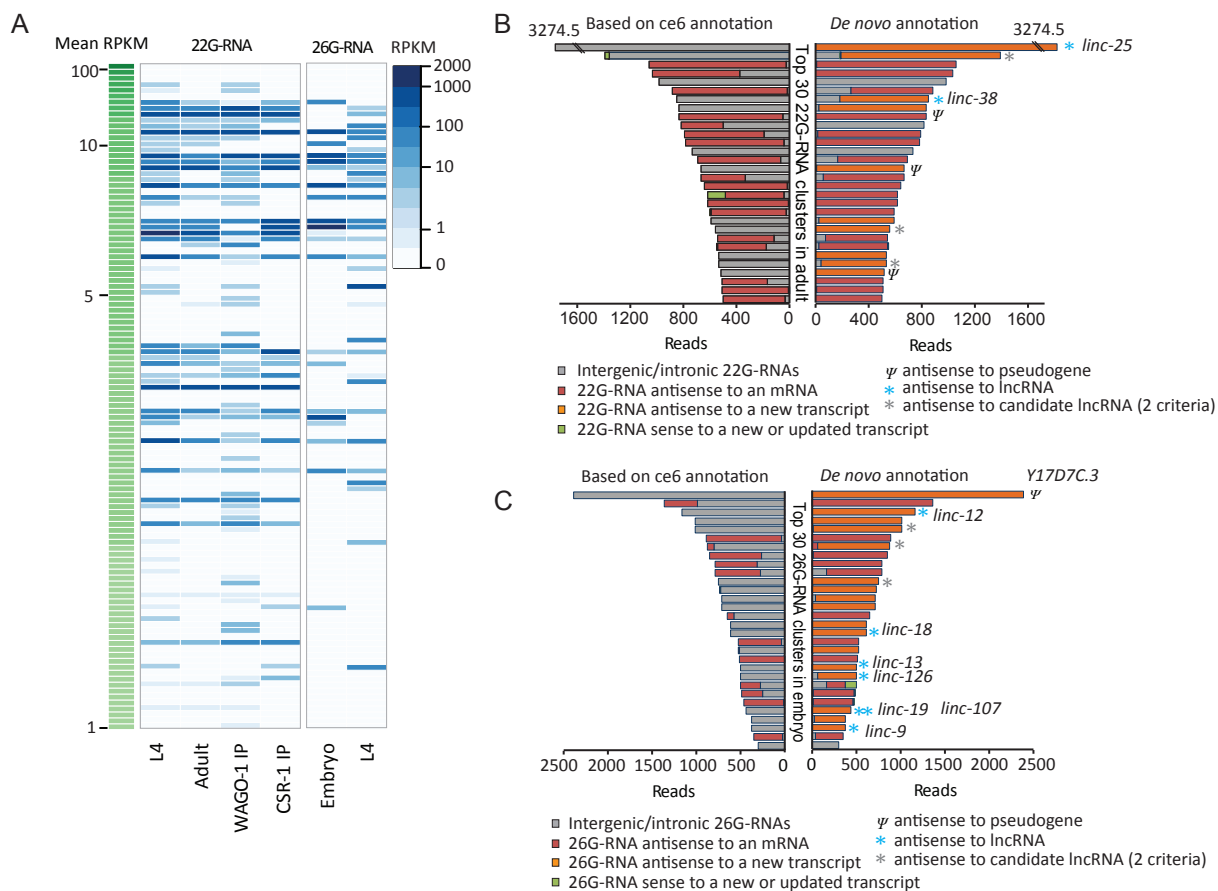 A
Mean RPKM
22G-RNA
26G-RNA
RPKM
100
10
5
1
2000
1000
100
10
1
0
L4
Adult
WAGO-1 IP
CSR-1 IP
Embryo
L4
B
Based on ce6 annotation
De novo annotation
3274.5
3274.5
* linc-25
*
* linc-38
Ψ
Ψ
*
*
Ψ
Top 30 22G-RNA clusters in adult
1600 1200 800 400 0
0 400 800 1200 1600
Reads
Reads
Intergenic/intronic 22G-RNAs
22G-RNA antisense to an mRNA
22G-RNA antisense to a new transcript
22G-RNA sense to a new or updated transcript
Ψ antisense to pseudogene
* antisense to lncRNA
* antisense to candidate lncRNA (2 criteria)
C
Based on ce6 annotation
De novo annotation
Y17D7C.3
Ψ
* linc-12
*
*
*
* linc-18
* linc-13
* linc-126
** linc-19 linc-107
* linc-9
Top 30 26G-RNA clusters in embryo
2500 2000 1500 1000 500 0
0 500 1000 1500 2000 2500
Reads
Reads
Intergenic/intronic 26G-RNAs
26G-RNA antisense to an mRNA
26G-RNA antisense to a new transcript
26G-RNA sense to a new or updated transcript
Ψ antisense to pseudogene
* antisense to lncRNA
* antisense to candidate lncRNA (2 criteria)